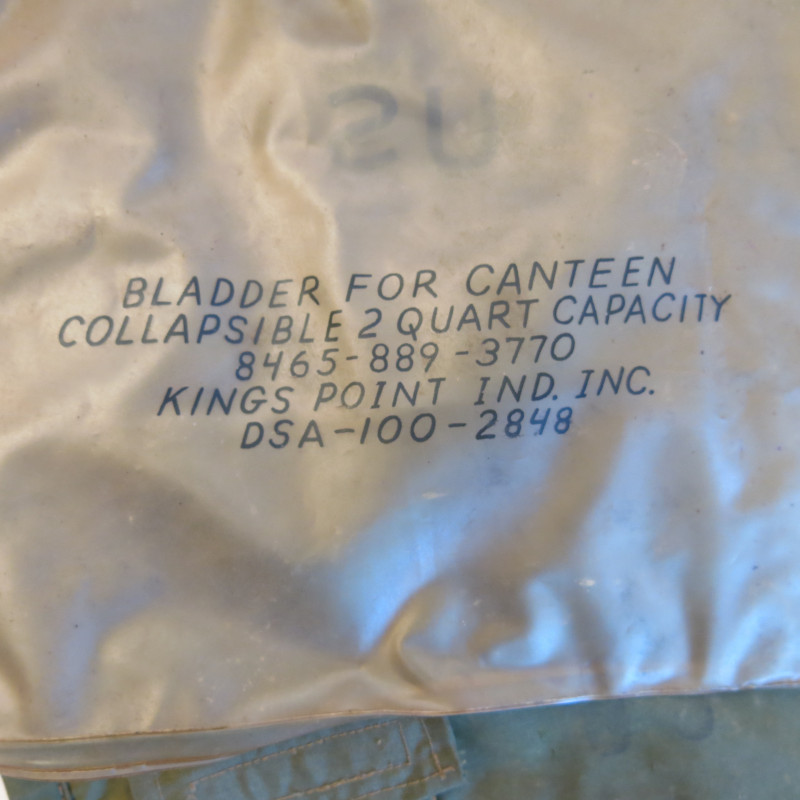 US
BLADDER FOR CANTEEN
COLLAPSIBLE 2 QUART CAPACITY
8465-889-3770
KINGS POINT IND. INC.
DSA-100-2848